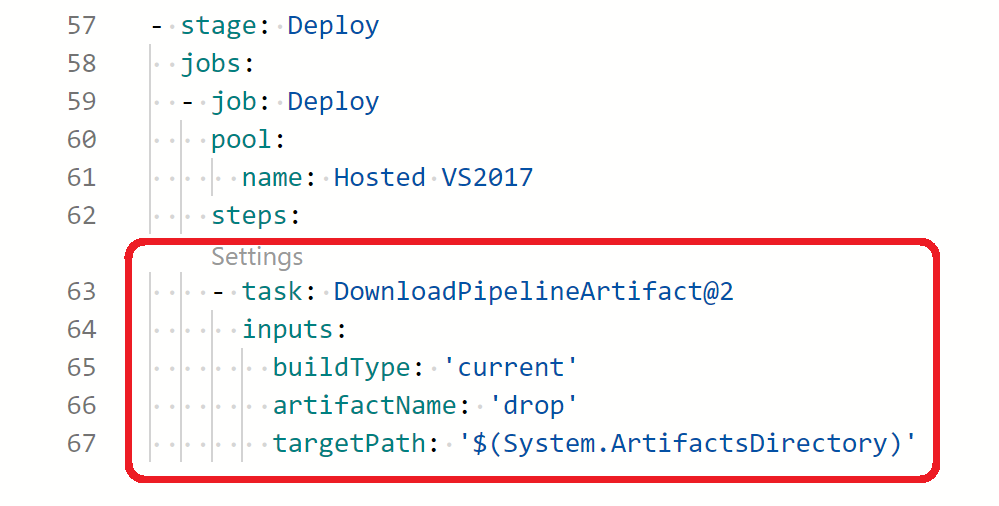 57 - stage: Deploy
58 jobs:
59 - job: Deploy
60 pool:
61 name: Hosted VS2017
62 steps:
Settings
63 - task: DownloadPipelineArtifact@2
64 inputs:
65 buildType: 'current'
66 artifactName: 'drop'
67 targetPath: '$(System.ArtifactsDirectory)'